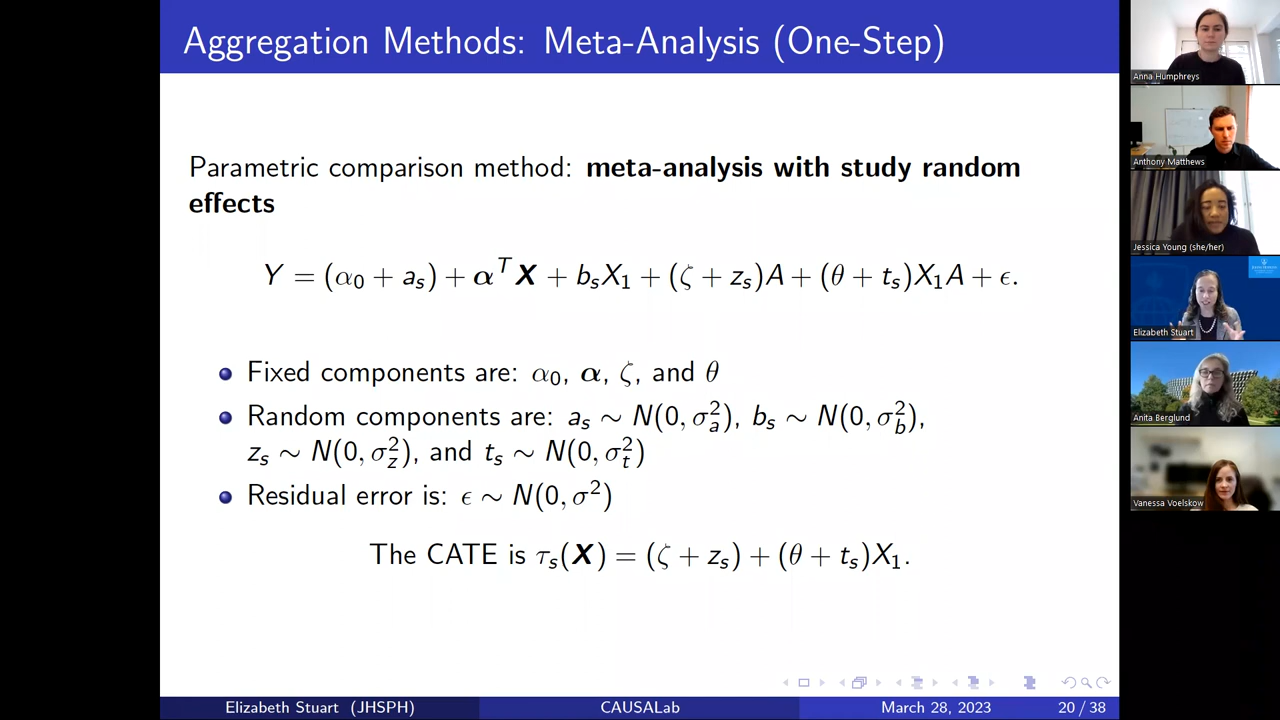 Aggregation Methods: Meta-Analysis (One-Step)
Parametric comparison method: meta-analysis with study random
effects
Y = (α₀ + aₛ) + αᵀX + bₛX₁ + (ζ + zₛ)A + (θ + tₛ)X₁A + ϵ.
Fixed components are: α₀, α, ζ, and θ
Random components are: aₛ ∼ N(0, σₐ²), bₛ ∼ N(0, σ_b²),
zₛ ∼ N(0, σ_z²), and tₛ ∼ N(0, σₜ²)
Residual error is: ϵ ∼ N(0, σ²)
The CATE is τₛ(X) = (ζ + zₛ) + (θ + tₛ)X₁.
Elizabeth Stuart (JHSPH) CAUSALab March 28, 2023 20 / 38
Anna Humphreys
Anthony Matthews
Jessica Young (she/her)
Elizabeth Stuart
Anita Berglund
Vanessa Voelskow